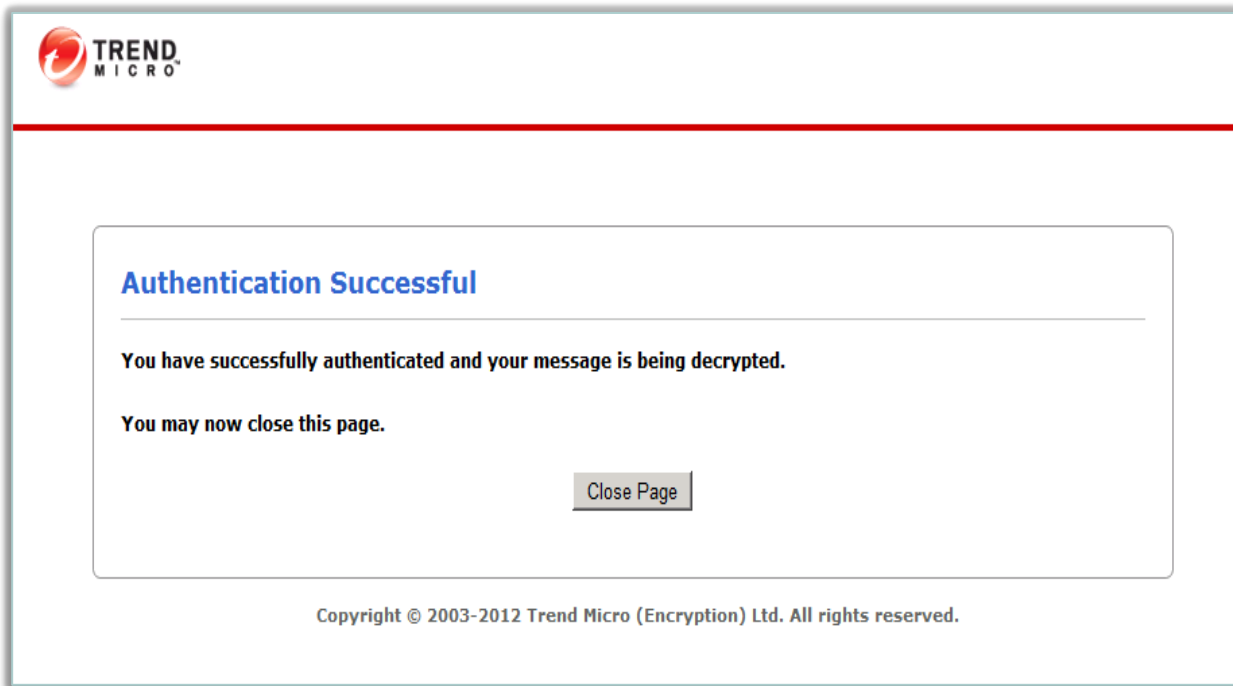 TREND
MICRO™
Authentication Successful
You have successfully authenticated and your message is being decrypted.
You may now close this page.
Close Page
Copyright © 2003-2012 Trend Micro (Encryption) Ltd. All rights reserved.